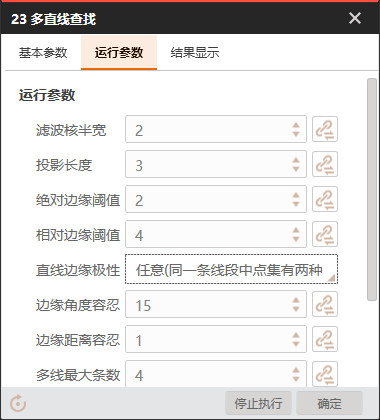 23 多直线查找
基本参数 运行参数 结果显示
运行参数
滤波核半宽 2
投影长度 3
绝对边缘阈值 2
相对边缘阈值 4
直线边缘极性 任意(同一条线段中点集有两种
边缘角度容忍 15
边缘距离容忍 1
多线最大条数 4
停止执行 确定